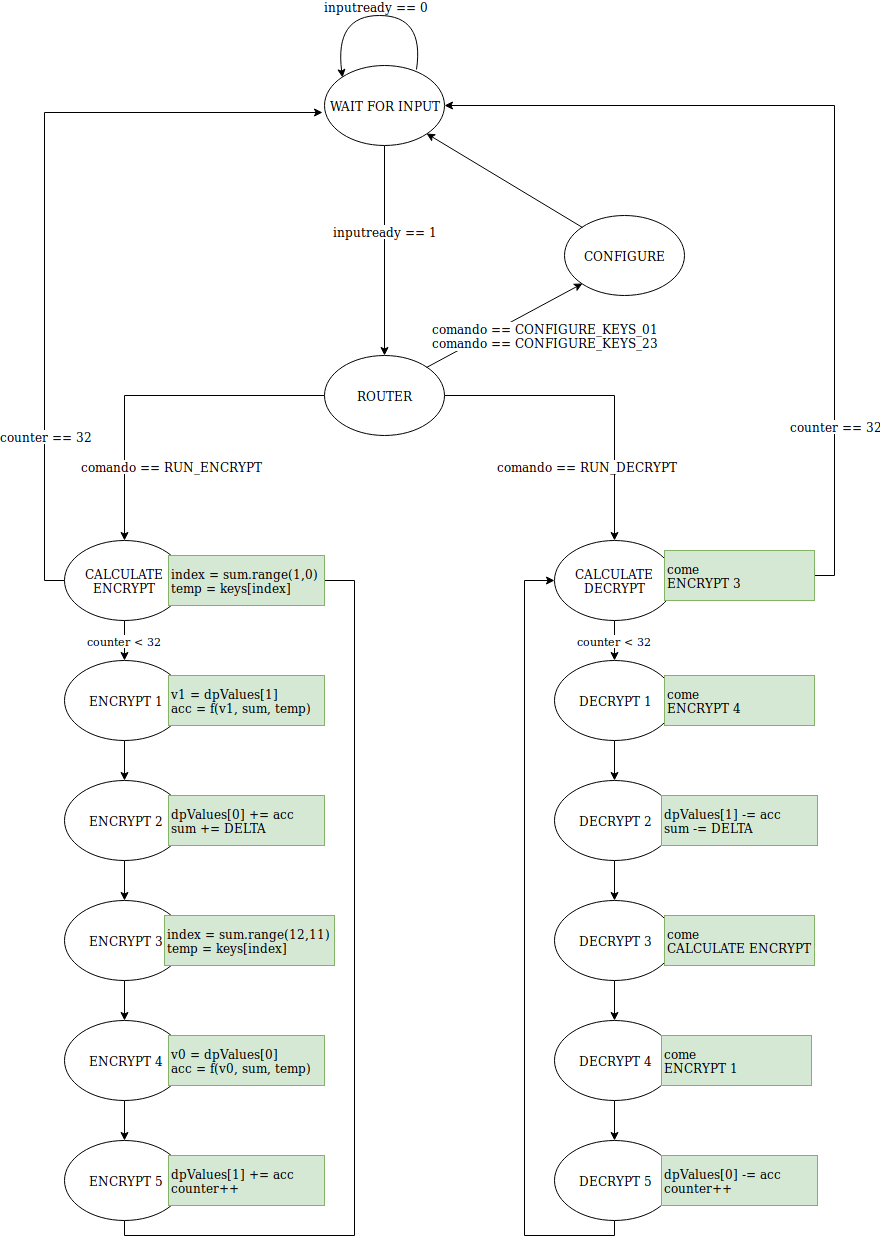 inputready == 0
WAIT FOR INPUT
inputready == 1
CONFIGURE
comando == CONFIGURE_KEYS_01
comando == CONFIGURE_KEYS_23
ROUTER
counter == 32
counter == 32
comando == RUN_ENCRYPT
comando == RUN_DECRYPT
CALCULATE
ENCRYPT
index = sum.range(1,0)
temp = keys[index]
counter < 32
ENCRYPT 1
v1 = dpValues[1]
acc = f(v1, sum, temp)
ENCRYPT 2
dpValues[0] += acc
sum += DELTA
ENCRYPT 3
index = sum.range(12,11)
temp = keys[index]
ENCRYPT 4
v0 = dpValues[0]
acc = f(v0, sum, temp)
ENCRYPT 5
dpValues[1] += acc
counter++
CALCULATE
DECRYPT
come
ENCRYPT 3
counter < 32
DECRYPT 1
come
ENCRYPT 4
DECRYPT 2
dpValues[1] -= acc
sum -= DELTA
DECRYPT 3
come
CALCULATE ENCRYPT
DECRYPT 4
come
ENCRYPT 1
DECRYPT 5
dpValues[0] -= acc
counter++